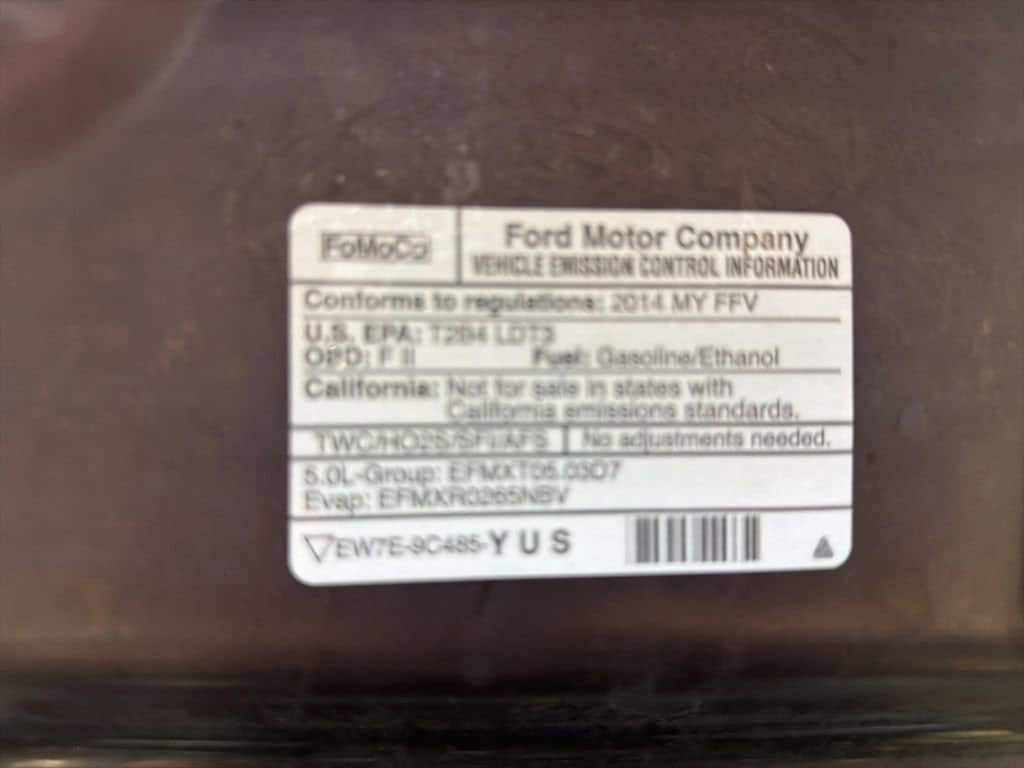 FoMoCo
Ford Motor Company
VEHICLE EMISSION CONTROL INFORMATION
Conforms to regulations: 2014 MY FFV
U.S. EPA: T2B4 LDT3
OBD: F II Fuel: Gasoline/Ethanol
California: Not for sale in states with
California emissions standards.
TWC/HO2S/SFI/AFS No adjustments needed.
5.0L-Group: EFMXT05.03D7
Evap: EFMXR0265NBV
EW7E-9C485-Y U S